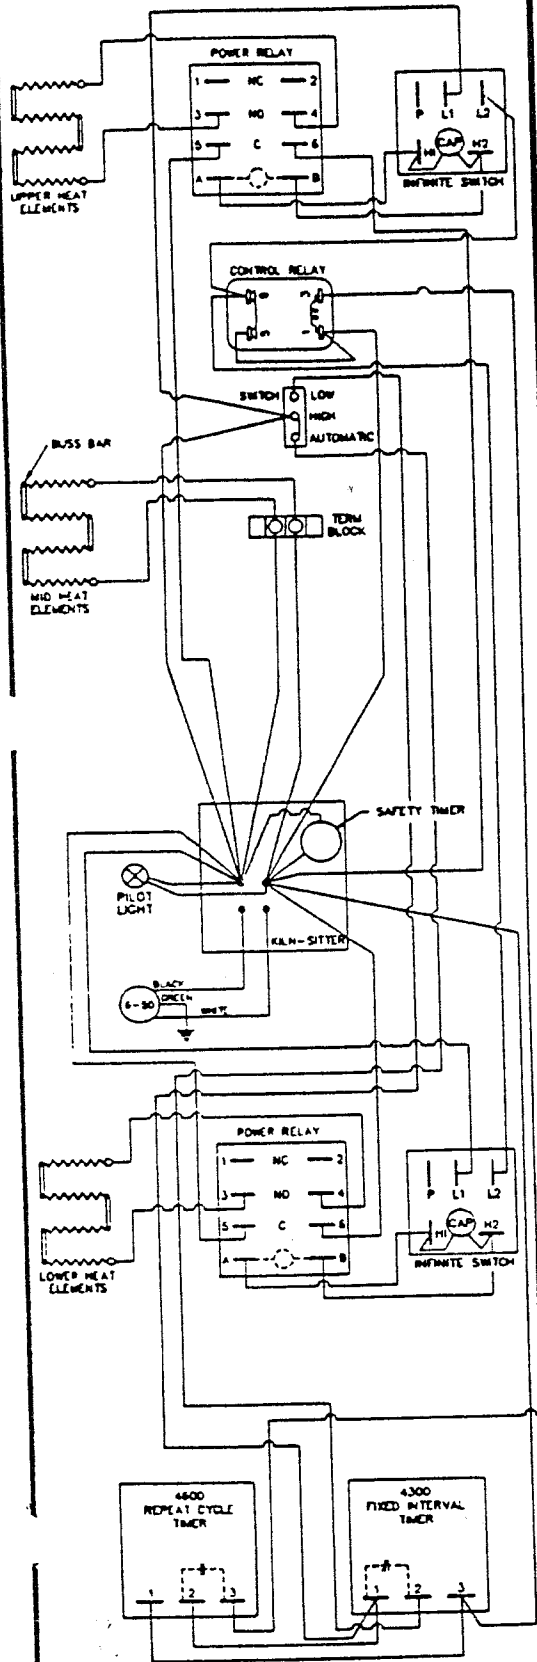 POWER RELAY
1 NC 2
3 NO 4
5 C 6
A B
P L1 L2
H1 CAP H2
INFINITE SWITCH
UPPER HEAT
ELEMENTS
CONTROL RELAY
SWITCH
LOW
HIGH
AUTOMATIC
BUSS BAR
TERM
BLOCK
MID HEAT
ELEMENTS
SAFETY TIMER
PILOT
LIGHT
KILN-SITTER
BLACK
6-50 GREEN
WHITE
POWER RELAY
1 NC 2
3 NO 4
5 C 6
A B
P L1 L2
H1 CAP H2
INFINITE SWITCH
LOWER HEAT
ELEMENTS
4600
REPEAT CYCLE
TIMER
1 2 3
4300
FIXED INTERVAL
TIMER
1 2 3